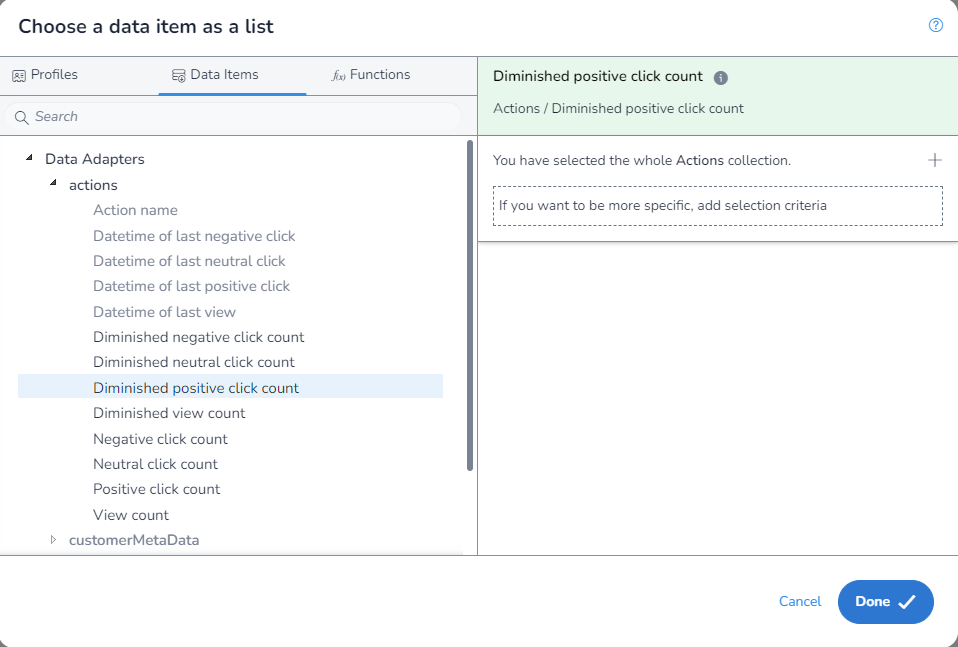 Choose a data item as a list
Profiles
Data Items
f(x) Functions
Search
Data Adapters
actions
Action name
Datetime of last negative click
Datetime of last neutral click
Datetime of last positive click
Datetime of last view
Diminished negative click count
Diminished neutral click count
Diminished positive click count
Diminished view count
Negative click count
Neutral click count
Positive click count
View count
customerMetaData
Diminished positive click count
Actions / Diminished positive click count
You have selected the whole Actions collection.
If you want to be more specific, add selection criteria
Cancel
Done